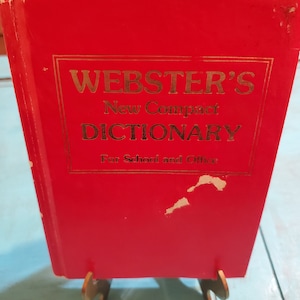 WEBSTER'S
New Compact
DICTIONARY
For School and Office